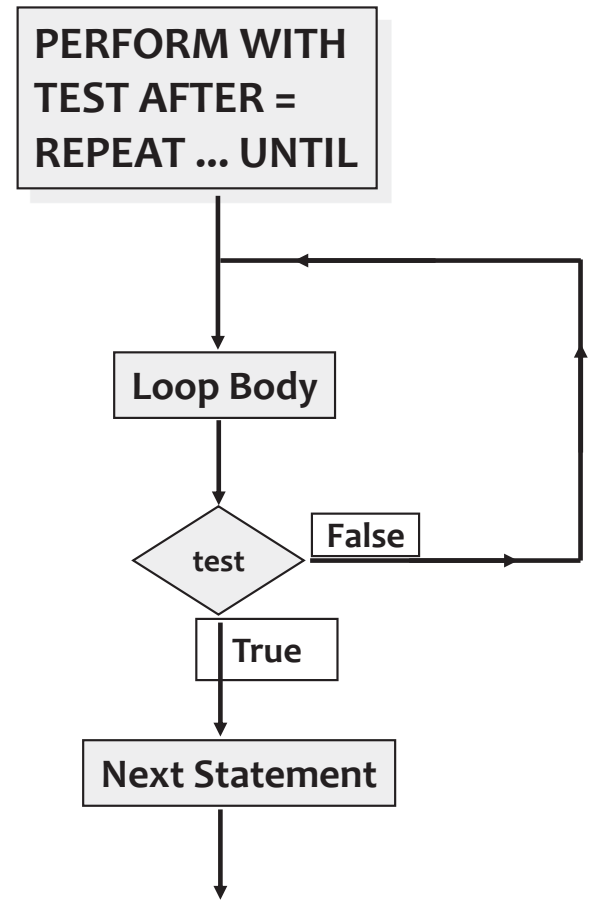 PERFORM WITH
TEST AFTER =
REPEAT ... UNTIL
Loop Body
test
False
True
Next Statement